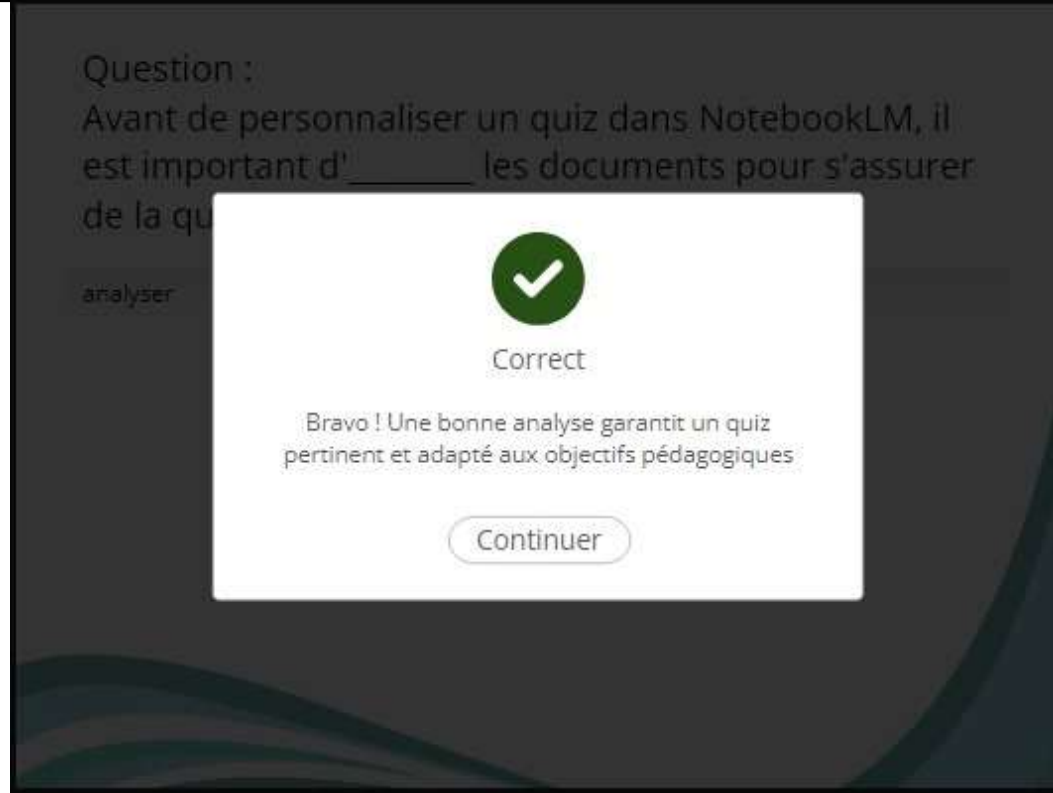 Question :
Avant de personnaliser un quiz dans NotebookLM, il
est important d'_______ les documents pour s'assurer
de la qu
analyser
Correct
Bravo ! Une bonne analyse garantit un quiz
pertinent et adapté aux objectifs pédagogiques
Continuer